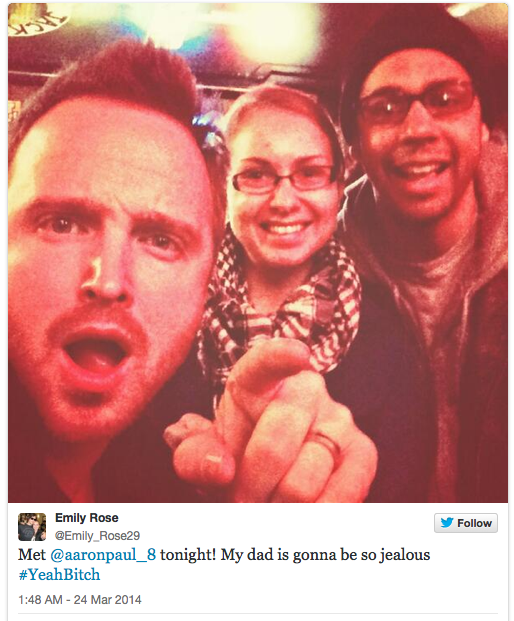 Emily Rose
@Emily_Rose29
Follow
Met @aaronpaul_8 tonight! My dad is gonna be so jealous
#YeahBitch
1:48 AM - 24 Mar 2014